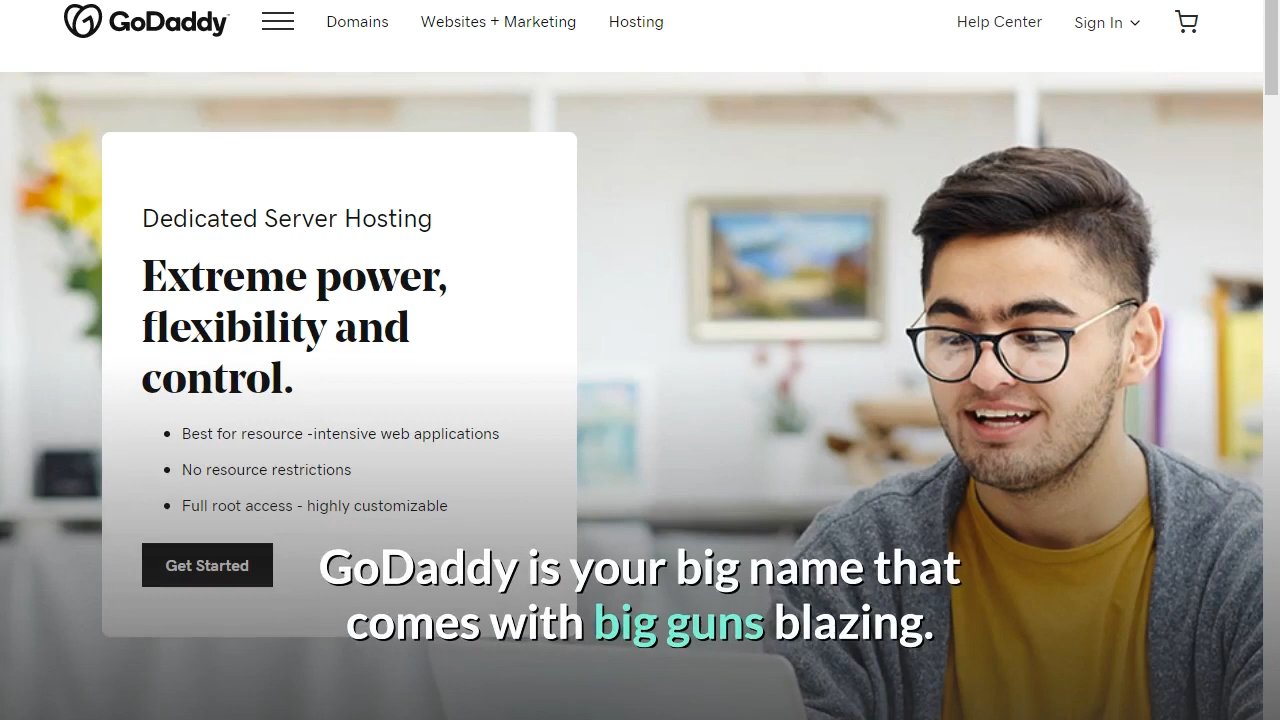 GoDaddy
Domains
Websites + Marketing
Hosting
Help Center
Sign In
Dedicated Server Hosting
Extreme power,
flexibility and
control.
Best for resource -intensive web applications
No resource restrictions
Full root access - highly customizable
Get Started
GoDaddy is your big name that
comes with big guns blazing.